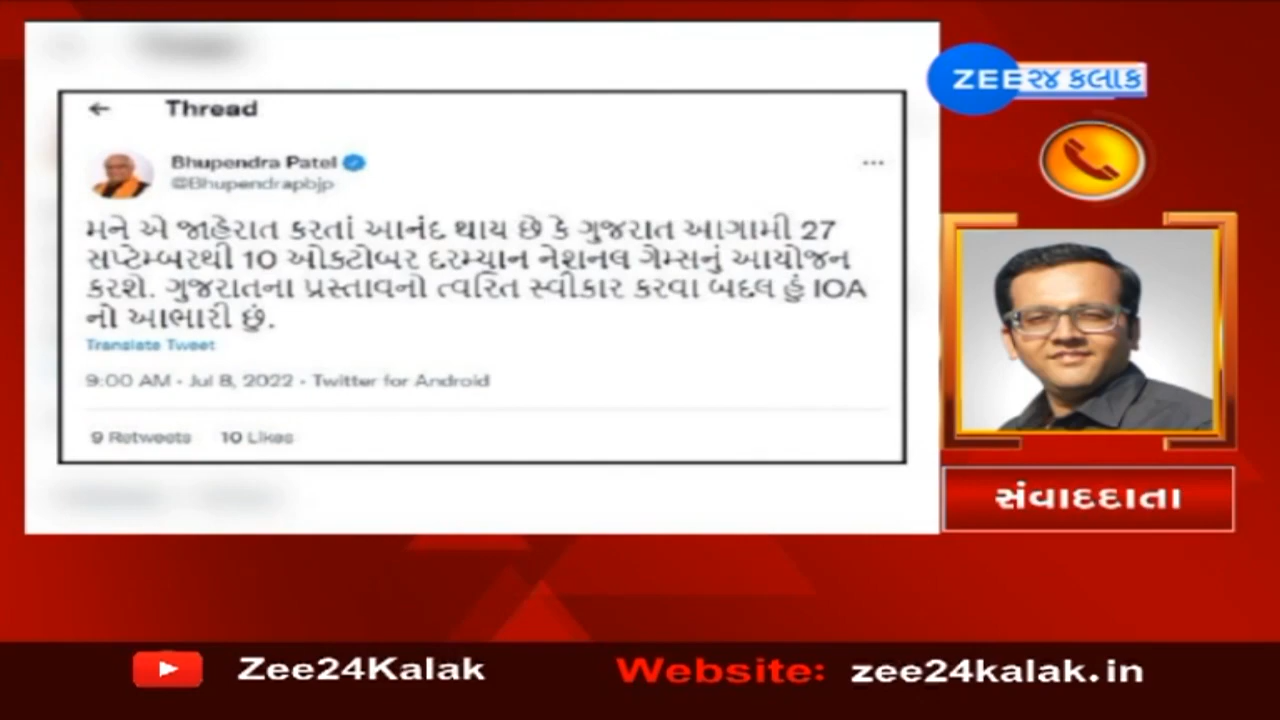 Thread
Bhupendra Patel
@Bhupendrapbjp
મને એ જાહેરાત કરતાં આનંદ થાય છે કે ગુજરાત આગામી 27
સપ્ટેમ્બરથી 10 ઓક્ટોબર દરમ્યાન નેશનલ ગેમ્સનું આયોજન
કરશે. ગુજરાતના પ્રસ્તાવનો ત્વરિત સ્વીકાર કરવા બદલ હું IOA
નો આભારી છું.
Translate Tweet
9:00 AM · Jul 8, 2022 · Twitter for Android
9 Retweets 10 Likes
ZEE ૨૪ કલાક
સંવાદદાતા
Zee24Kalak Website: zee24kalak.in